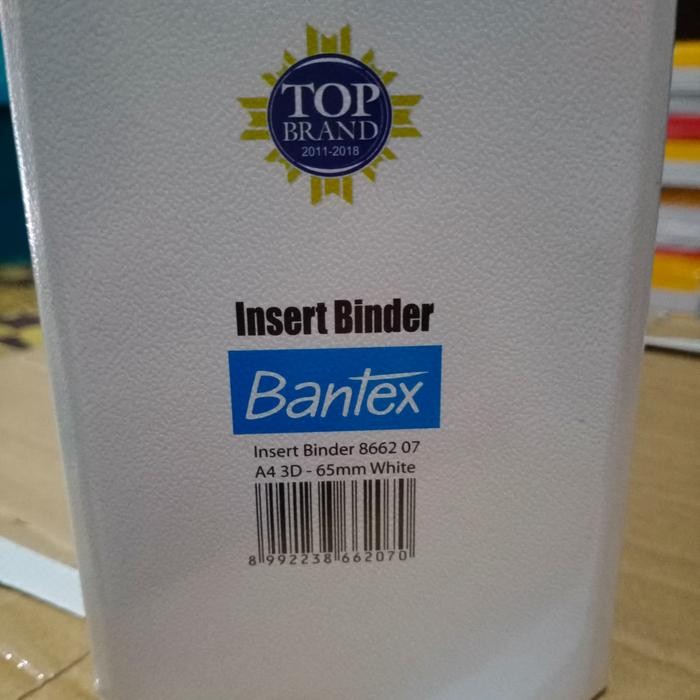 TOP
BRAND
2011-2018
Insert Binder
Bantex
Insert Binder 8662 07
A4 3D - 65mm White
8 992238 662070